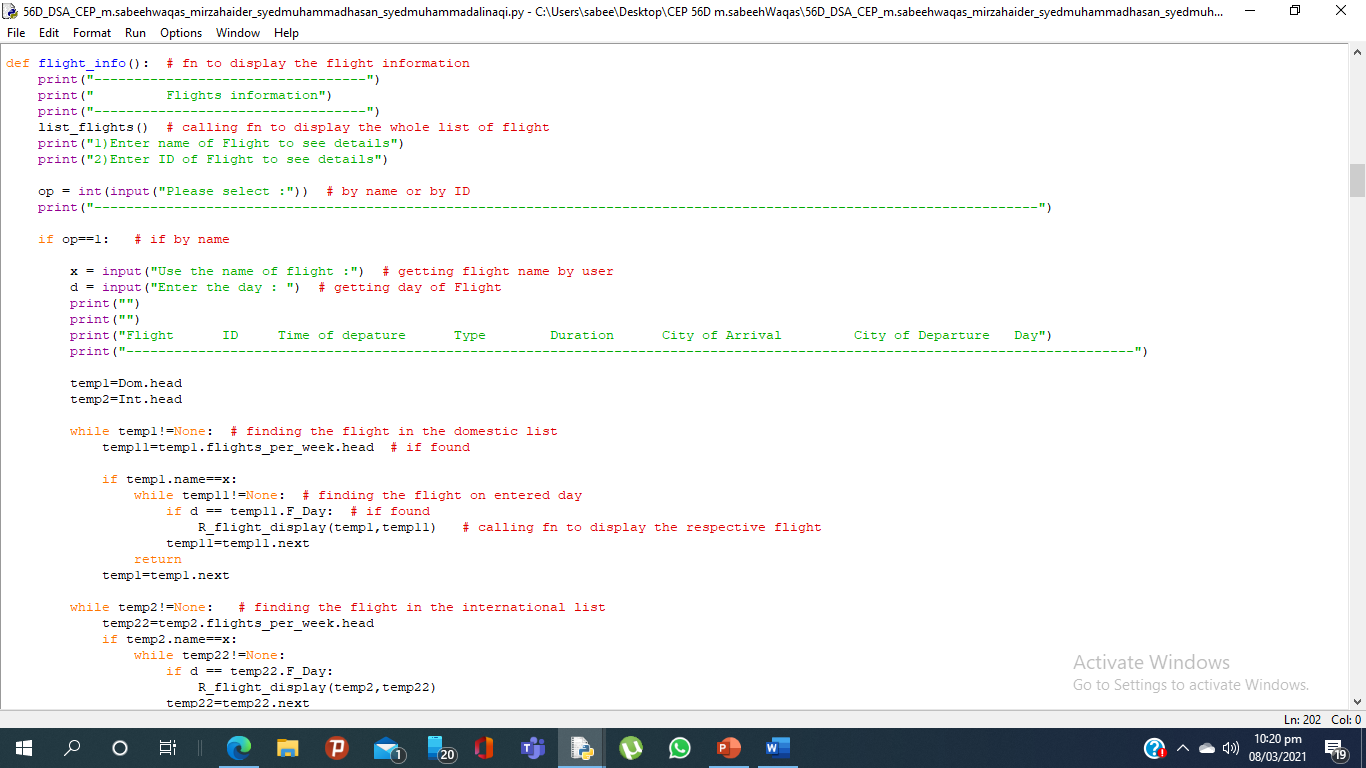 56D_DSA_CEP_m.sabeehwaqas_mirzahaider_syedmuhammadhasan_syedmuhammadalinaqi.py - C:\Users\sabee\Desktop\CEP 56D m.sabeehWaqas\56D_DSA_CEP_m.sabeehwaqas_mirzahaider_syedmuhammadhasan_syedmuh...
File Edit Format Run Options Window Help
def flight_info():  # fn to display the flight information
    print("----------------------------------")
    print("         Flights information")
    print("----------------------------------")
    list_flights()  # calling fn to display the whole list of flight
    print("1)Enter name of Flight to see details")
    print("2)Enter ID of Flight to see details")
    op = int(input("Please select :"))  # by name or by ID
    print("----------------------------------------------------------------------------------------------------------------------")
    if op==1:   # if by name
        x = input("Use the name of flight :")  # getting flight name by user
        d = input("Enter the day : ")  # getting day of Flight
        print("")
        print("")
        print("Flight      ID     Time of depature      Type        Duration      City of Arrival         City of Departure   Day")
        print("------------------------------------------------------------------------------------------------------------------------------")
        temp1=Dom.head
        temp2=Int.head
        while temp1!=None:  # finding the flight in the domestic list
            temp11=temp1.flights_per_week.head  # if found
            if temp1.name==x:
                while temp11!=None:  # finding the flight on entered day
                    if d == temp11.F_Day:  # if found
                        R_flight_display(temp1,temp11)   # calling fn to display the respective flight
                    temp11=temp11.next
                return
            temp1=temp1.next
        while temp2!=None:   # finding the flight in the international list
            temp22=temp2.flights_per_week.head
            if temp2.name==x:
                while temp22!=None:
                    if d == temp22.F_Day:
                        R_flight_display(temp2,temp22)
                    temp22=temp22.next
Activate Windows
Go to Settings to activate Windows.
Ln: 202 Col: 0
1
20
10:20 pm
08/03/2021
19